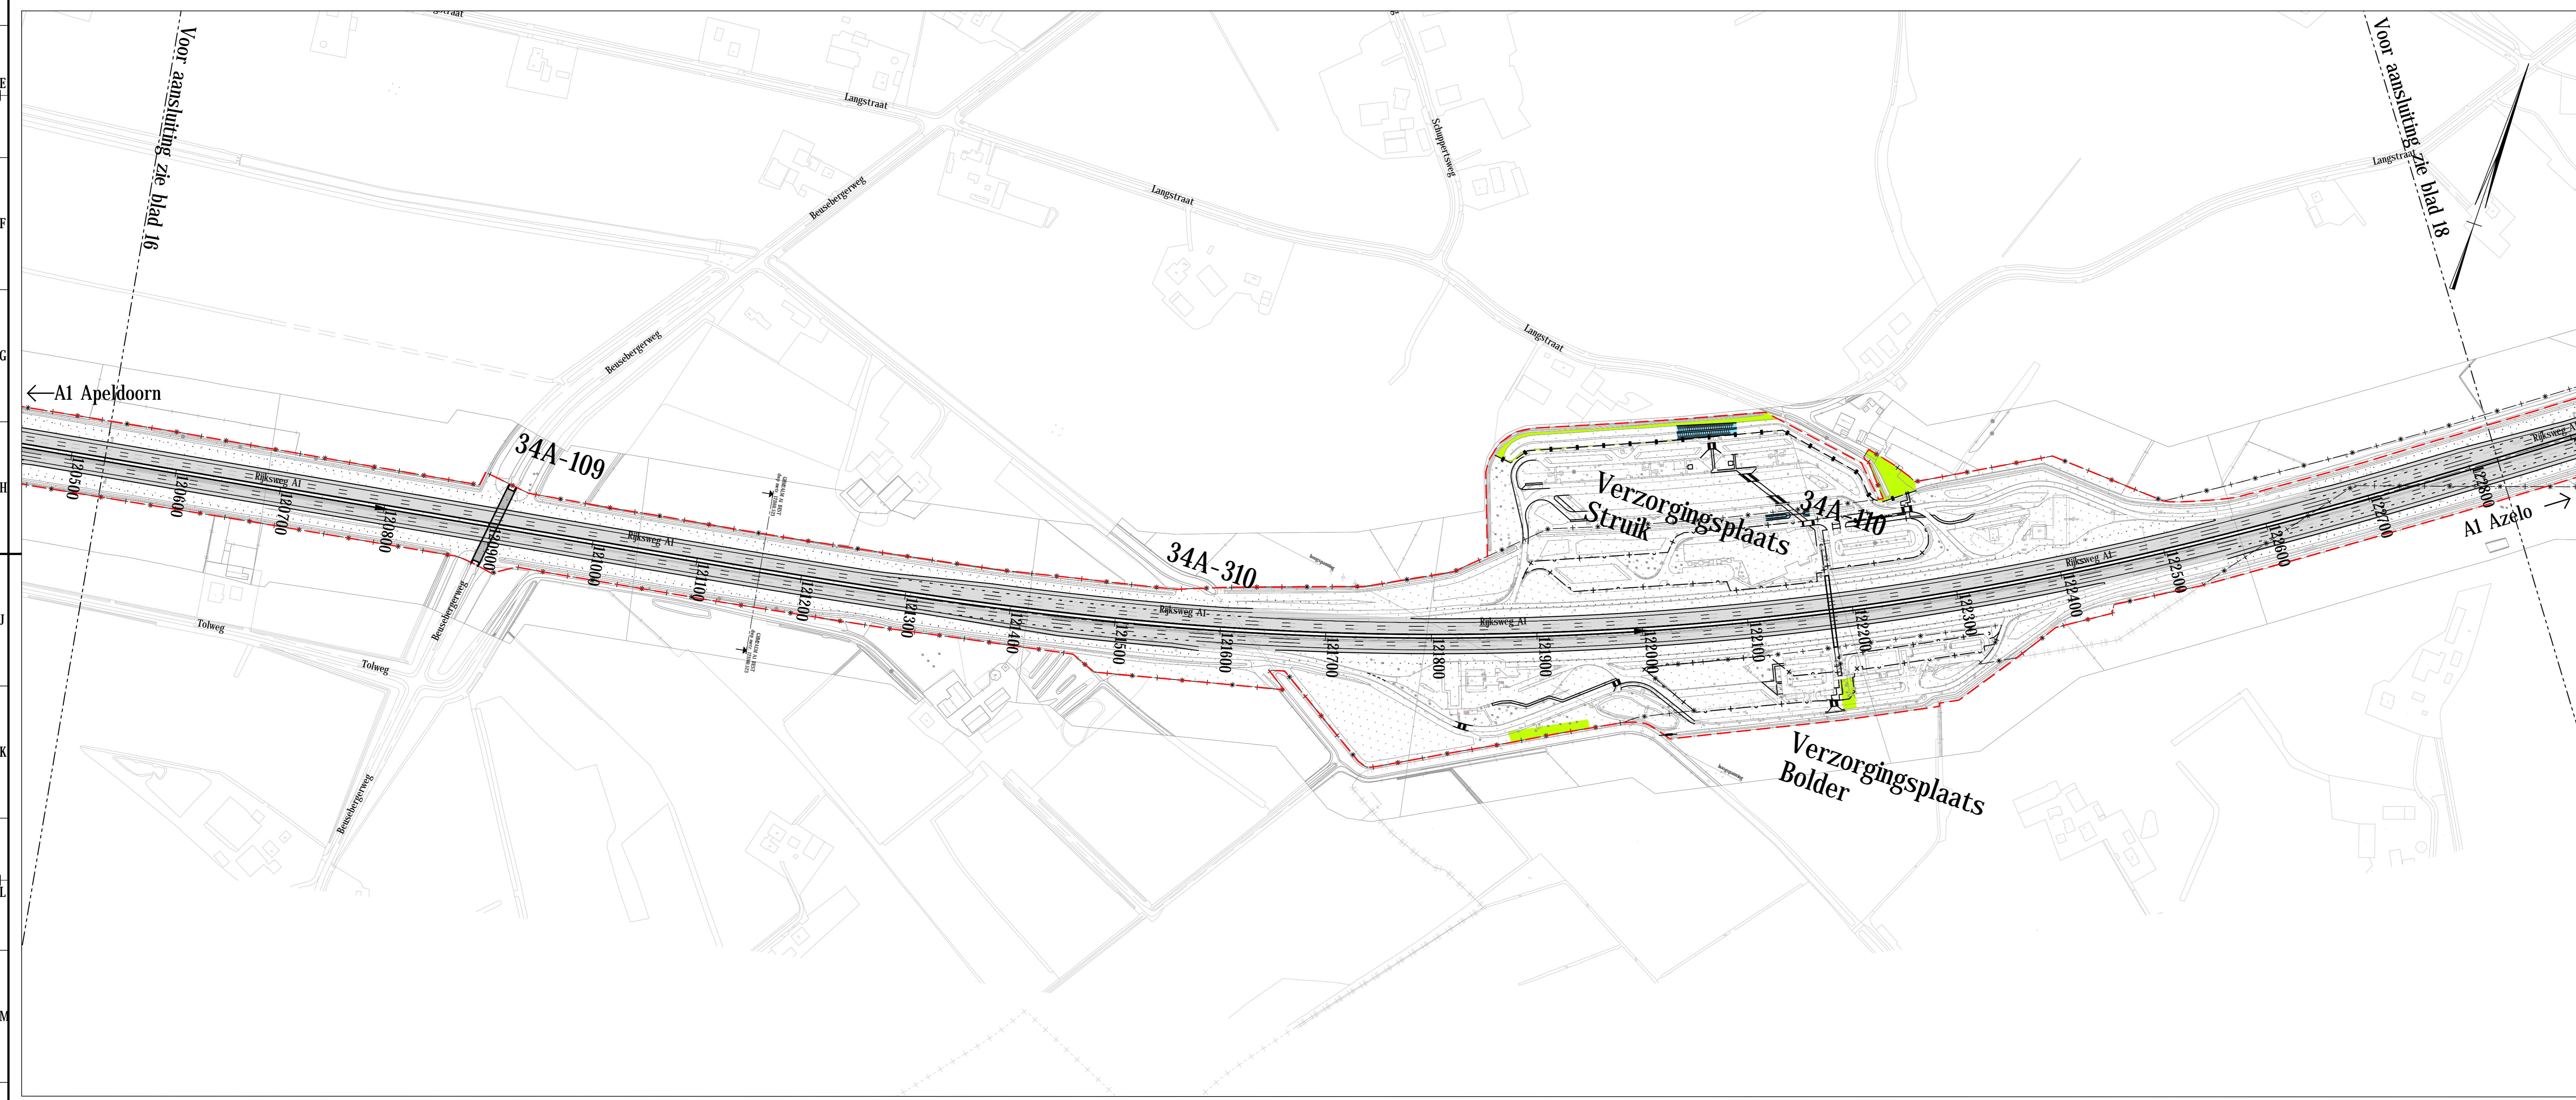 Voor aansluiting zie blad 16
Voor aansluiting zie blad 18
Langstraat
Langstraat
Langstraat
Langstraat
Schuppertsweg
Beusebergerweg
Beusebergerweg
Beusebergerweg
Beusebergerweg
Tolweg
Tolweg
E
F
G
H
J
K
L
M
A1 Apeldoorn
A1 Azelo
34A-109
34A-310
34A-110
Verzorgingsplaats
Struik
Verzorgingsplaats
Bolder
Rijksweg A1
Rijksweg A1
Rijksweg A1
Rijksweg A1
Rijksweg A1
120500
120600
120700
120800
120900
121000
121100
121200
121300
121400
121500
121600
121700
121800
121900
122000
122100
122200
122300
122400
122500
122600
122700
122800